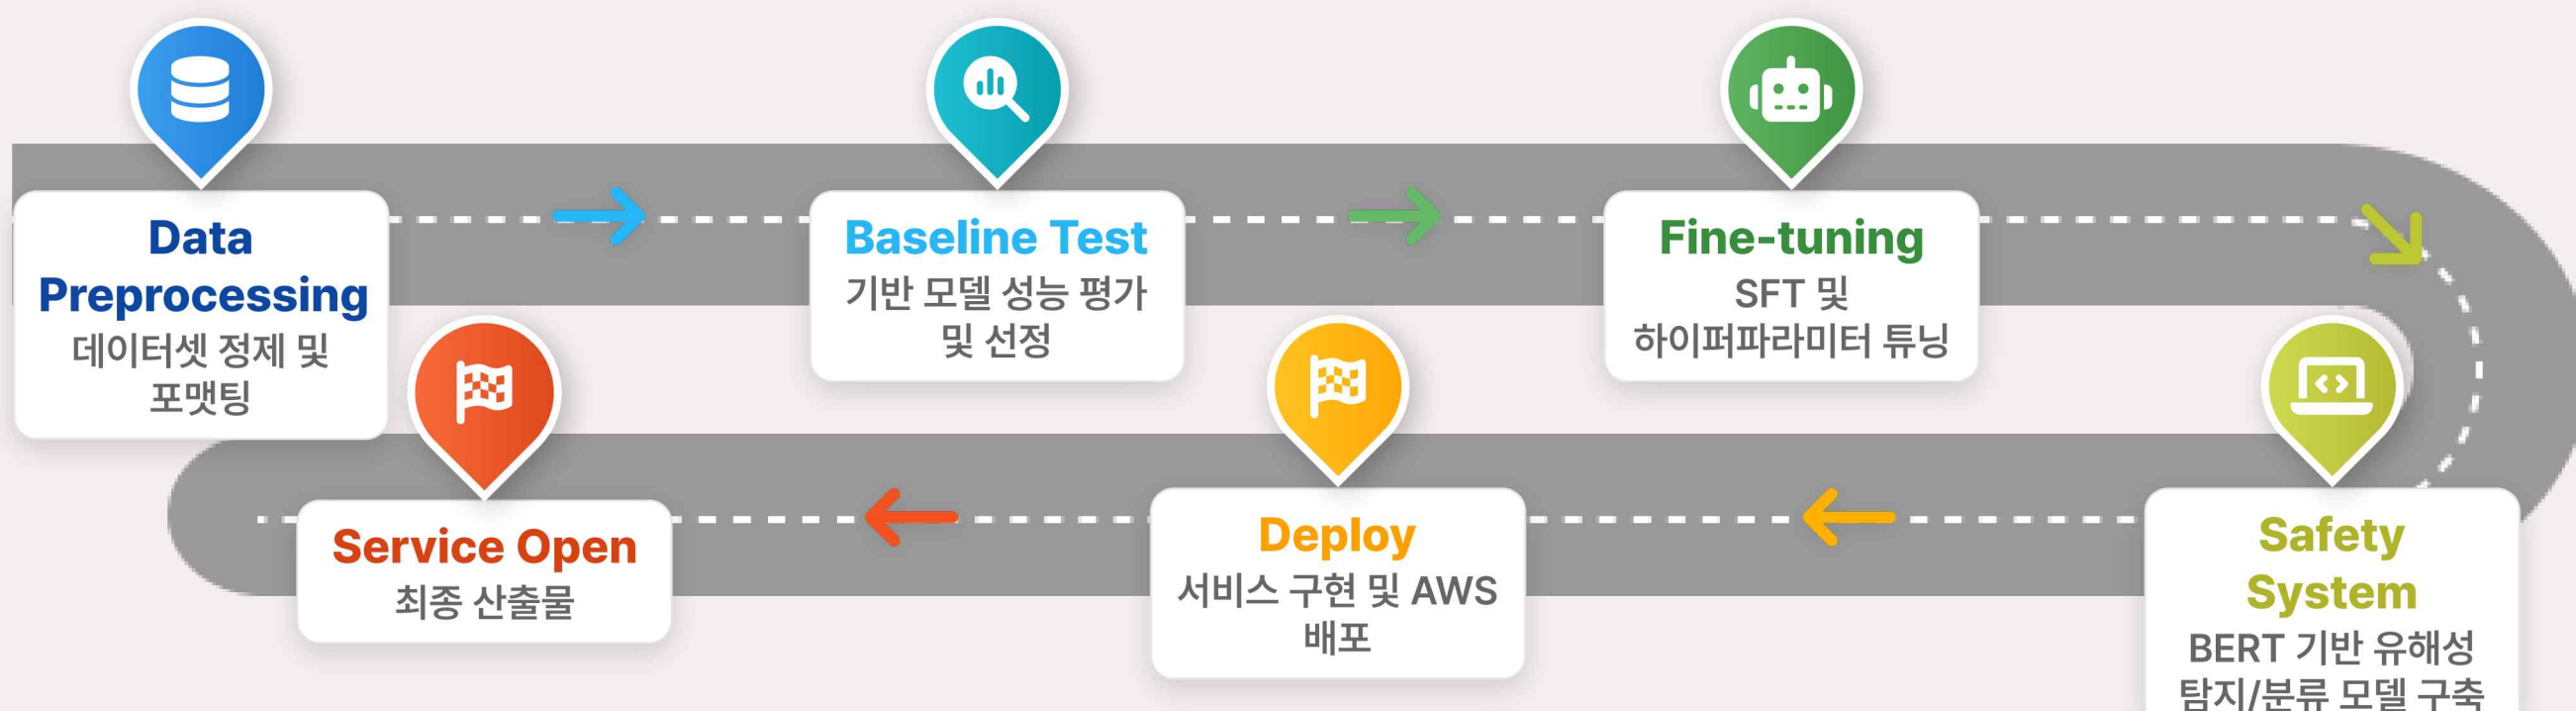 Data
Preprocessing
데이터셋 정제 및
포맷팅
Baseline Test
기반 모델 성능 평가
및 선정
Fine-tuning
SFT 및
하이퍼파라미터 튜닝
Safety
System
BERT 기반 유해성
탐지/분류 모델 구축
Deploy
서비스 구현 및 AWS
배포
Service Open
최종 산출물